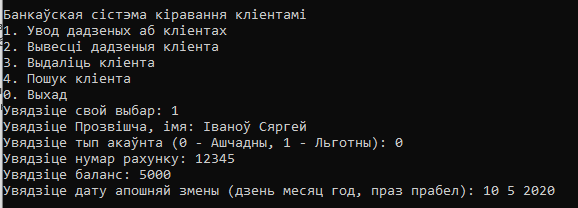 Банкаўская сістэма кіравання кліентамі
1. Увод дадзеных аб кліентах
2. Вывесці дадзеныя кліента
3. Выдаліць кліента
4. Пошук кліента
0. Выхад
Увядзіце свой выбар: 1
Увядзіце Прозвішча, імя: Іваноў Сяргей
Увядзіце тып акаўнта (0 - Ашчадны, 1 - Льготны): 0
Увядзіце нумар рахунку: 12345
Увядзіце баланс: 5000
Увядзіце дату апошняй змены (дзень месяц год, праз прабел): 10 5 2020